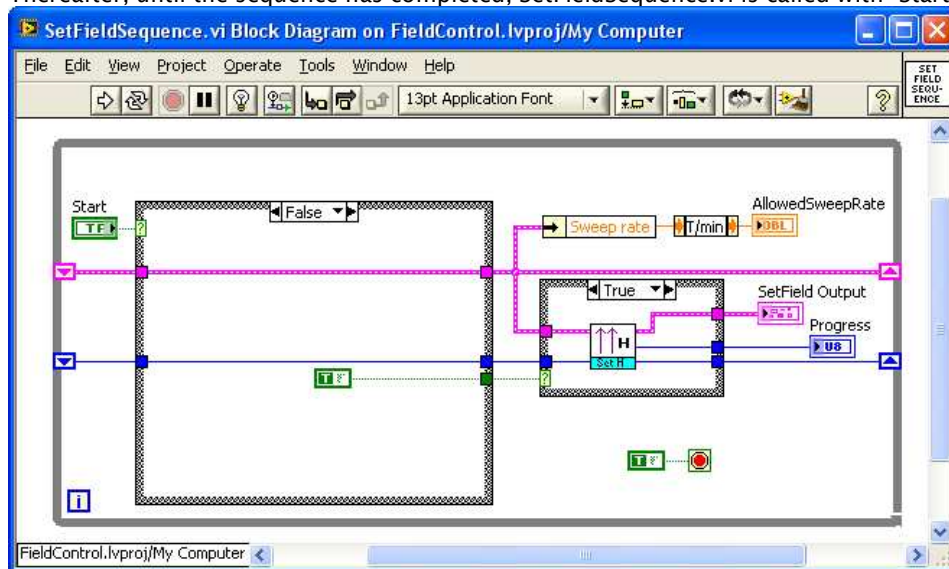 Thereafter, until the sequence has completed, SetFieldSequence.vi is called with "Start
SetFieldSequence.vi Block Diagram on FieldControl.lvproj/My Computer
File Edit View Project Operate Tools Window Help
13pt Application Font
SET
FIELD
SEQU-
ENCE
Start
TF
?
False
Sweep rate
T/min
AllowedSweepRate
DBL
True
SetField Output
H
Set H
Progress
U8
T
?
T
i
FieldControl.lvproj/My Computer